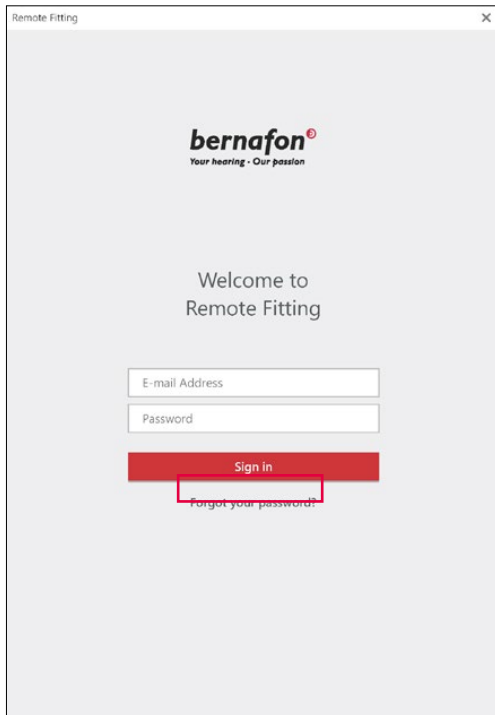 Remote Fitting
bernafon
Your hearing · Our passion
Welcome to
Remote Fitting
E-mail Address
Password
Sign in
Forgot your password?